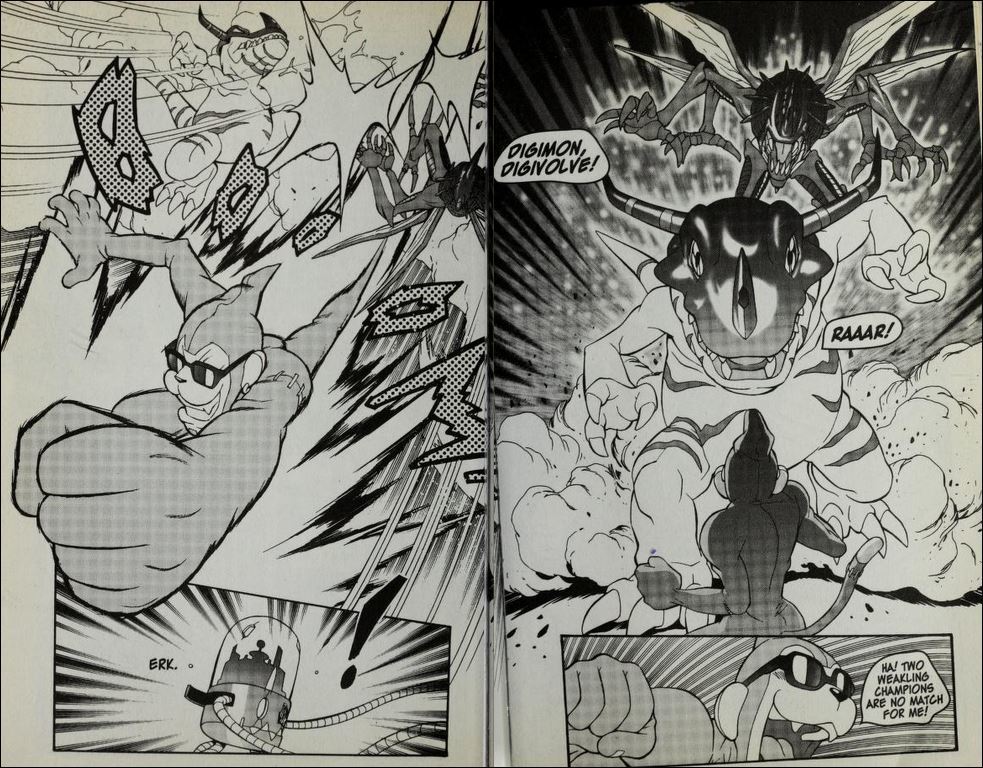 DIGIMON,
DIGIVOLVE!
RAAAR!
HA! TWO
WEAKLING
CHAMPIONS
ARE NO MATCH
FOR ME!
ERK.
!